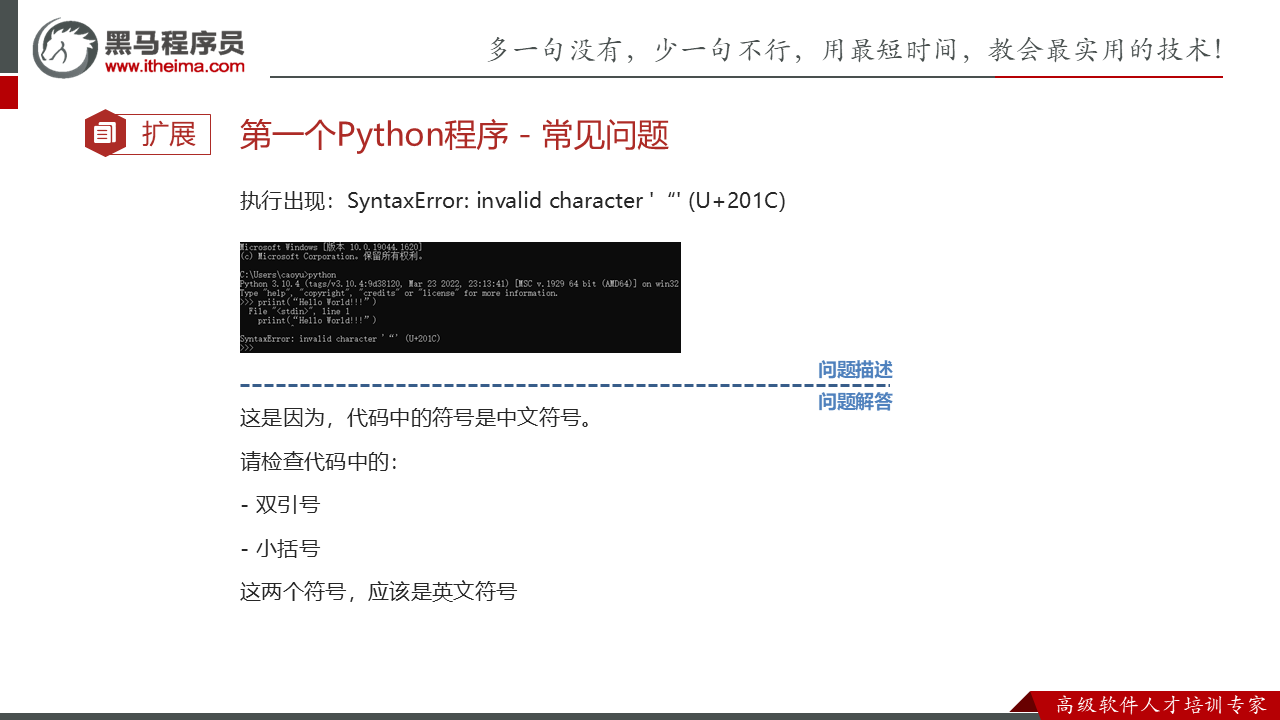 黑马程序员
www.itheima.com
多一句没有，少一句不行，用最短时间，教会最实用的技术！
扩展
第一个Python程序 - 常见问题
执行出现：SyntaxError: invalid character '“' (U+201C)
Microsoft Windows [版本 10.0.19044.1620]
(c) Microsoft Corporation。保留所有权利。
C:\Users\caoyu>python
Python 3.10.4 (tags/v3.10.4:9d38120, Mar 23 2022, 23:13:41) [MSC v.1929 64 bit (AMD64)] on win32
Type "help", "copyright", "credits" or "license" for more information.
>>> priint(“Hello World!!!”)
File "<stdin>", line 1
priint(“Hello World!!!”)
^
SyntaxError: invalid character '“' (U+201C)
>>>
问题描述
问题解答
这是因为，代码中的符号是中文符号。
请检查代码中的：
- 双引号
- 小括号
这两个符号，应该是英文符号
高级软件人才培训专家